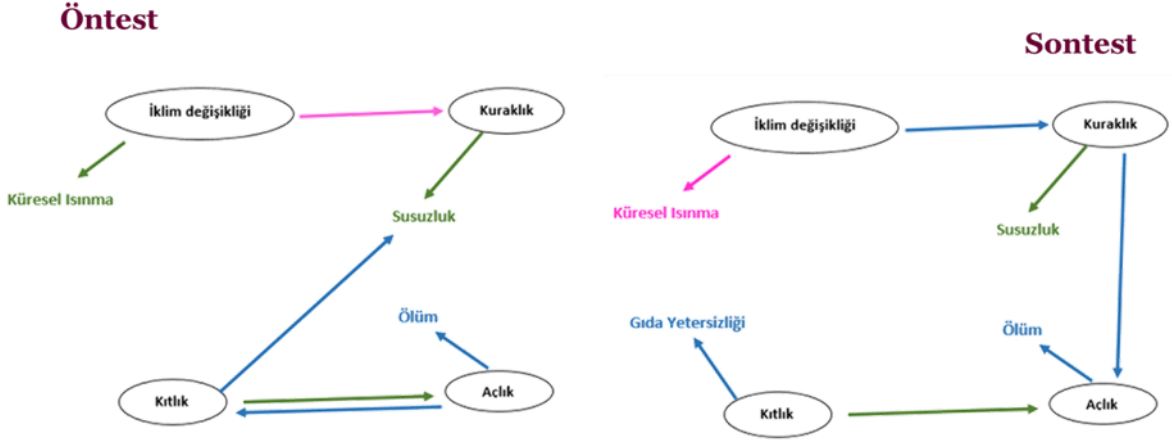 Öntest
İklim değişikliği
Kuraklık
Küresel Isınma
Susuzluk
Ölüm
Kıtlık
Açlık
Sontest
İklim değişikliği
Kuraklık
Küresel Isınma
Susuzluk
Gıda Yetersizliği
Ölüm
Kıtlık
Açlık